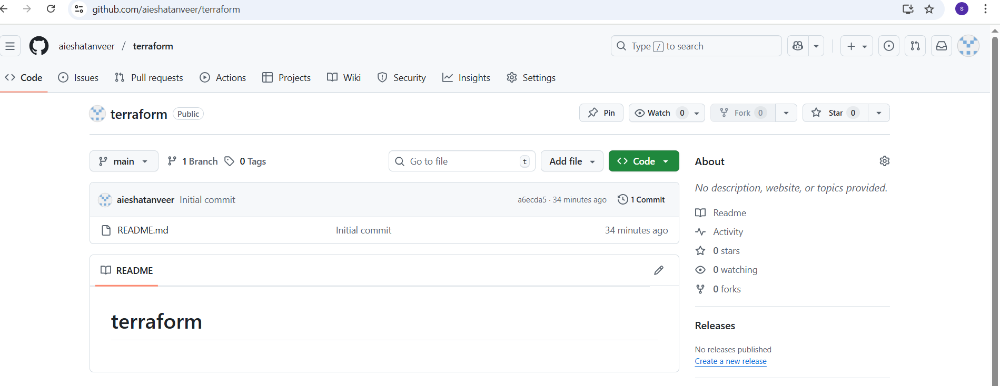 github.com/aieshatanveer/terraform
S
aieshatanveer / terraform
Type / to search
Code Issues Pull requests Actions Projects Wiki Security Insights Settings
terraform Public
Pin Watch 0 Fork 0 Star 0
main 1 Branch 0 Tags
Go to file t Add file Code
aieshatanveer Initial commit a6ecda5 · 34 minutes ago 1 Commit
README.md Initial commit 34 minutes ago
README
terraform
About
No description, website, or topics provided.
Readme
Activity
0 stars
0 watching
0 forks
Releases
No releases published
Create a new release